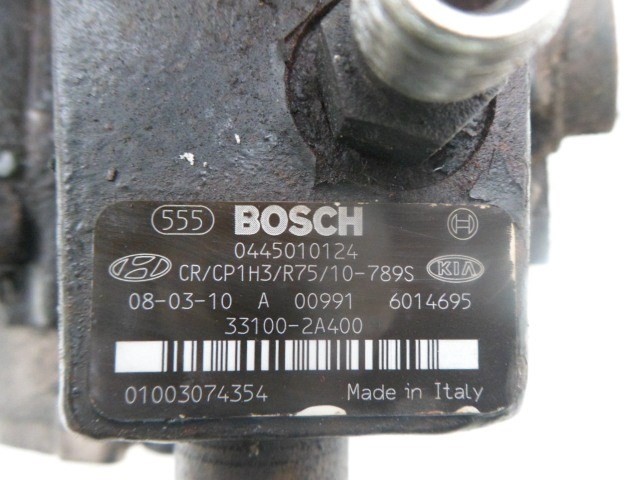 555 BOSCH
0445010124
CR/CP1H3/R75/10-789S KIA
08-03-10 A 00991 6014695
33100-2A400
01003074354 Made in Italy